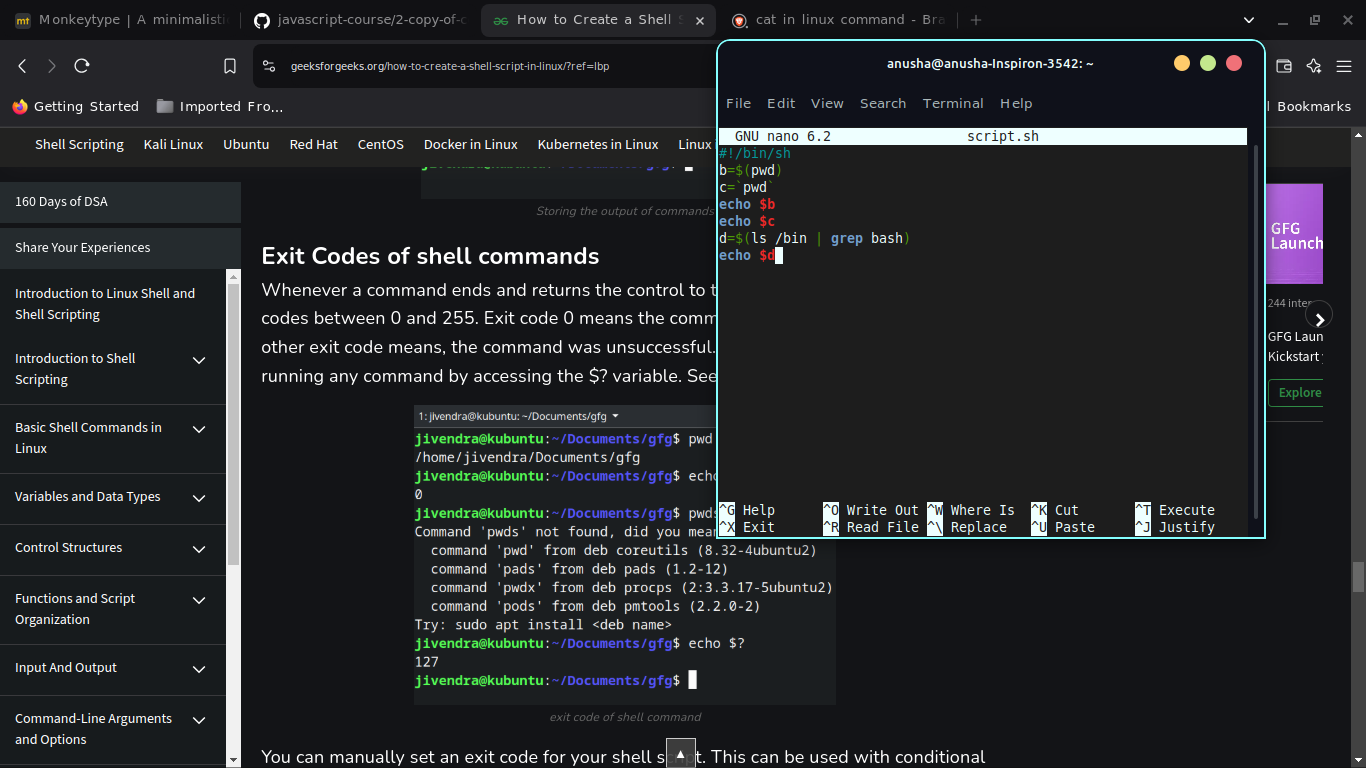 Monkeytype | A minimalisti
javascript-course/2-copy-of-c
How to Create a Shell S
cat in linux command - Bra
geeksforgeeks.org/how-to-create-a-shell-script-in-linux/?ref=lbp
Getting Started
Imported Fro...
Bookmarks
Shell Scripting
Kali Linux
Ubuntu
Red Hat
CentOS
Docker in Linux
Kubernetes in Linux
Linux
160 Days of DSA
Share Your Experiences
Introduction to Linux Shell and
Shell Scripting
Introduction to Shell
Scripting
Basic Shell Commands in
Linux
Variables and Data Types
Control Structures
Functions and Script
Organization
Input And Output
Command-Line Arguments
and Options
Storing the output of commands
Exit Codes of shell commands
Whenever a command ends and returns the control to t
codes between 0 and 255. Exit code 0 means the comm
other exit code means, the command was unsuccessful.
running any command by accessing the $? variable. See
1: jivendra@kubuntu: ~/Documents/gfg
jivendra@kubuntu:~/Documents/gfg$ pwd
/home/jivendra/Documents/gfg
jivendra@kubuntu:~/Documents/gfg$ echo
0
jivendra@kubuntu:~/Documents/gfg$ pwds
Command 'pwds' not found, did you mean
command 'pwd' from deb coreutils (8.32-4ubuntu2)
command 'pads' from deb pads (1.2-12)
command 'pwdx' from deb procps (2:3.3.17-5ubuntu2)
command 'pods' from deb pmtools (2.2.0-2)
Try: sudo apt install <deb name>
jivendra@kubuntu:~/Documents/gfg$ echo $?
127
jivendra@kubuntu:~/Documents/gfg$
exit code of shell command
You can manually set an exit code for your shell script. This can be used with conditional
anusha@anusha-Inspiron-3542: ~
File Edit View Search Terminal Help
GNU nano 6.2 script.sh
#!/bin/sh
b=$(pwd)
c=`pwd`
echo $b
echo $c
d=$(ls /bin | grep bash)
echo $d
^G Help ^O Write Out ^W Where Is ^K Cut ^T Execute
^X Exit ^R Read File ^\ Replace ^U Paste ^J Justify
GFG
Launch
244 inter
GFG Laun
Kickstart
Explore